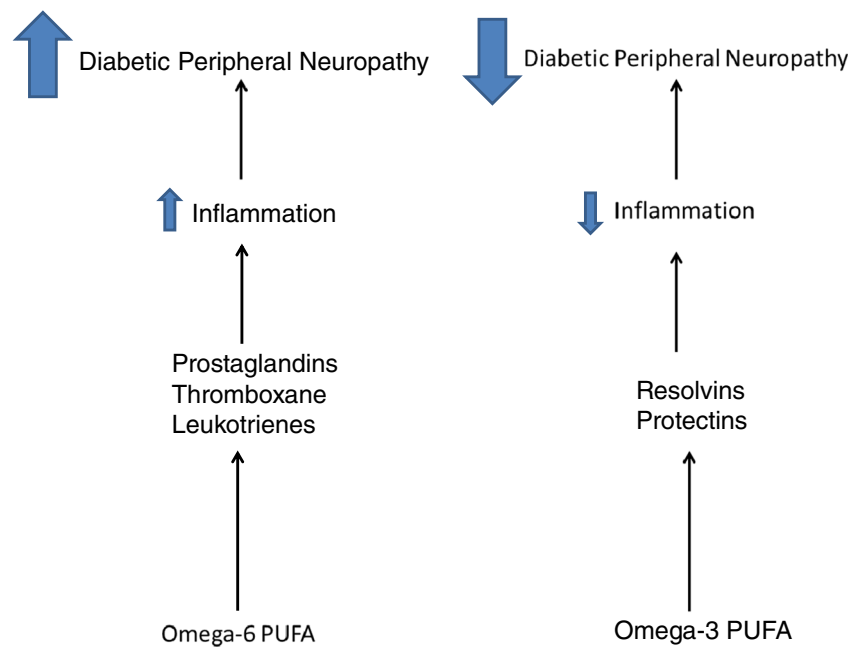 Diabetic Peripheral Neuropathy
Inflammation
Prostaglandins
Thromboxane
Leukotrienes
Omega-6 PUFA
Diabetic Peripheral Neuropathy
Inflammation
Resolvins
Protectins
Omega-3 PUFA